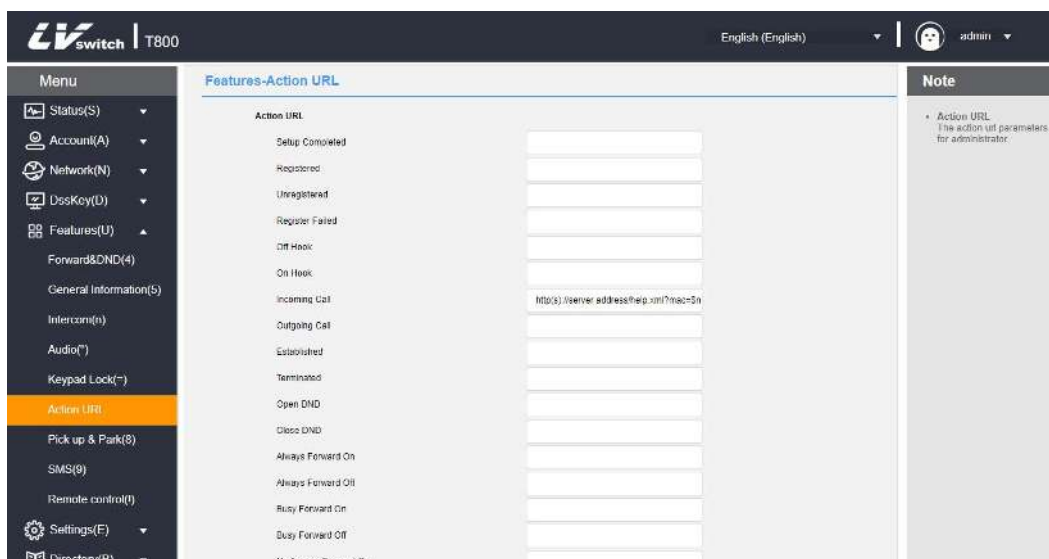 LV switch | T800
English (English)
admin
Menu
Status(S)
Account(A)
Network(N)
DssKey(D)
Features(U)
Forward&DND(4)
General Information(5)
Intercom(n)
Audio(*)
Keypad Lock(~)
Action URL
Pick up & Park(8)
SMS(9)
Remote control(!)
Settings(E)
Features-Action URL
Action URL
Setup Completed
Registered
Unregistered
Register Failed
Off Hook
On Hook
Incoming Call
http(s)://server address/help.xml?mac=$n
Outgoing Call
Established
Terminated
Open DND
Close DND
Always Forward On
Always Forward Off
Busy Forward On
Busy Forward Off
Note
Action URL
The action url parameters
for administrator